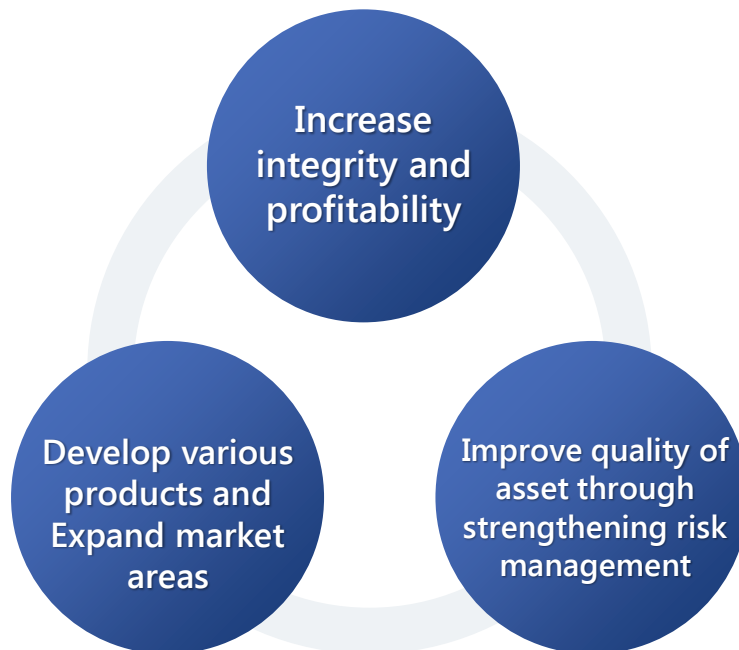 Increase
integrity and
profitability
Develop various
products and
Expand market
areas
Improve quality of
asset through
strengthening risk
management